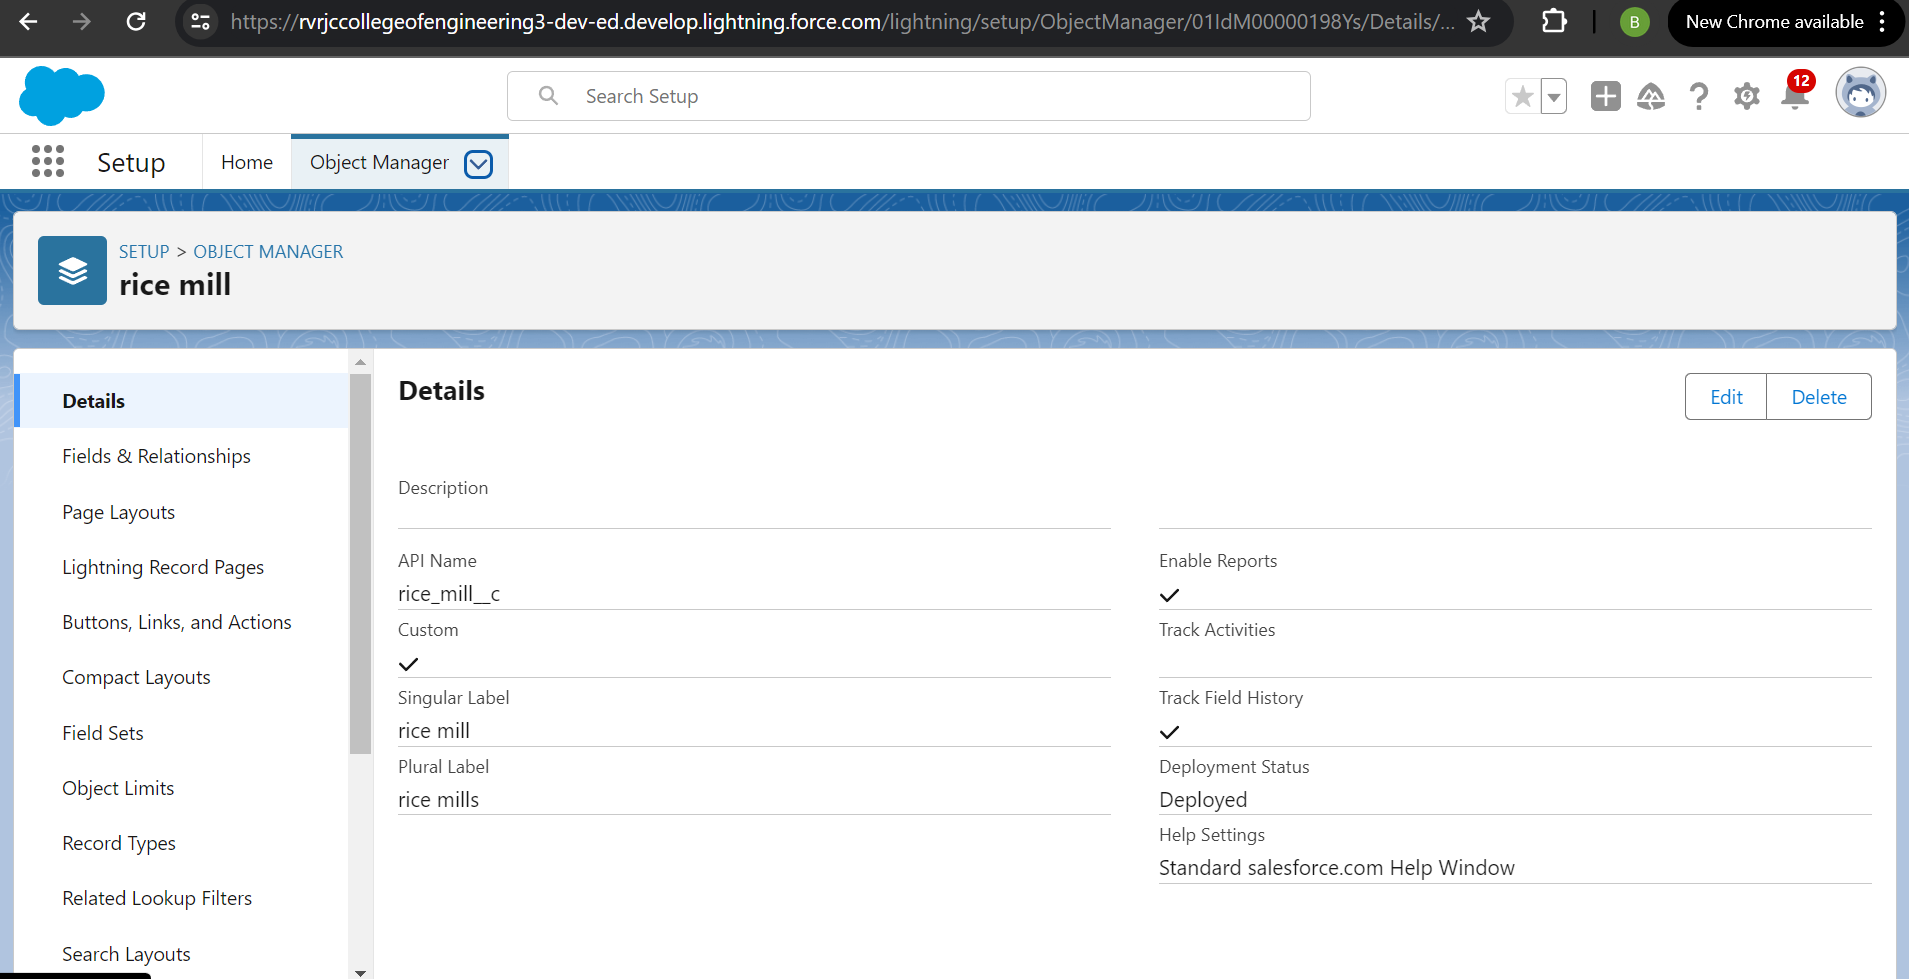 https://rvrjccollegeofengineering3-dev-ed.develop.lightning.force.com/lightning/setup/ObjectManager/01IdM00000198Ys/Details/...
B
New Chrome available
Search Setup
12
Setup
Home
Object Manager
SETUP > OBJECT MANAGER
rice mill
Details
Fields & Relationships
Page Layouts
Lightning Record Pages
Buttons, Links, and Actions
Compact Layouts
Field Sets
Object Limits
Record Types
Related Lookup Filters
Search Layouts
Details
Edit
Delete
Description
API Name
rice_mill__c
Custom
Singular Label
rice mill
Plural Label
rice mills
Enable Reports
Track Activities
Track Field History
Deployment Status
Deployed
Help Settings
Standard salesforce.com Help Window